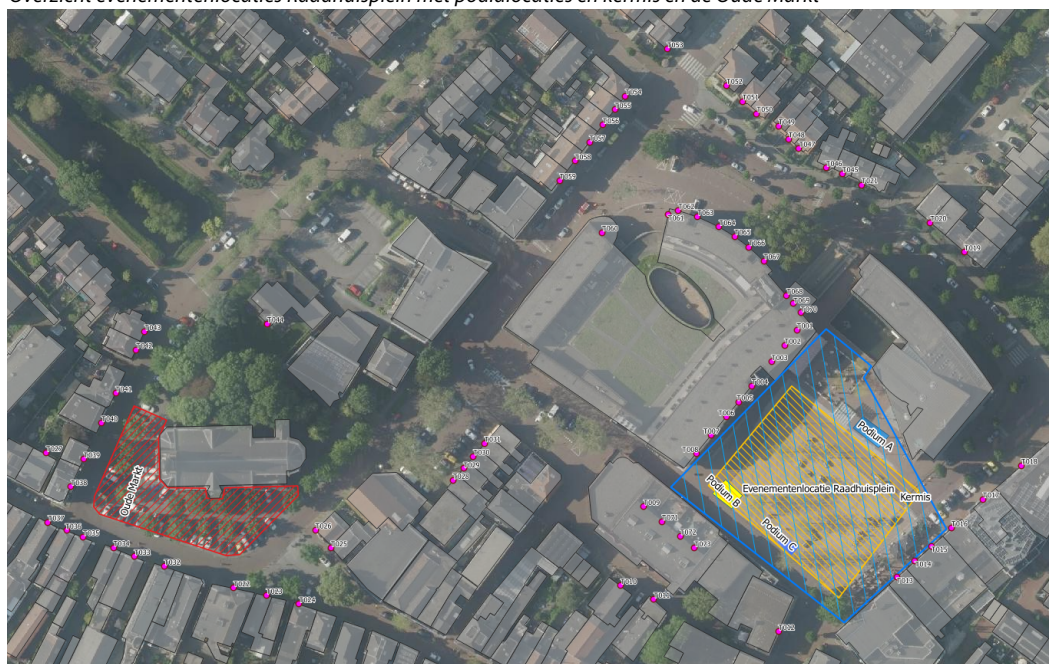 Overzicht evenementenlocaties Raadhuisplein met podialocaties en kermis en de Oude Markt
T053
T052
T054
T051
T055
T050
T056
T049
T048
T057
T047
T058
T046
T045
T059
T021
T061
T063
T064
T020
T060
T065
T066
T019
T067
T068
T069
T070
T044
T001
T043
T002
T042
T003
T004
T041
T005
T006
T040
Podium A
T007
T031
T037
T039
T030
T008
T029
T018
T038
T028
Oude Markt
Podium B
Evenementenlocatie Raadhuisplein
Kermis
T017
T009
T036
T071
T035
T026
T072
Podium C
T016
T034
T025
T073
T015
T033
T014
T032
T013
T023
T010
T024
T012